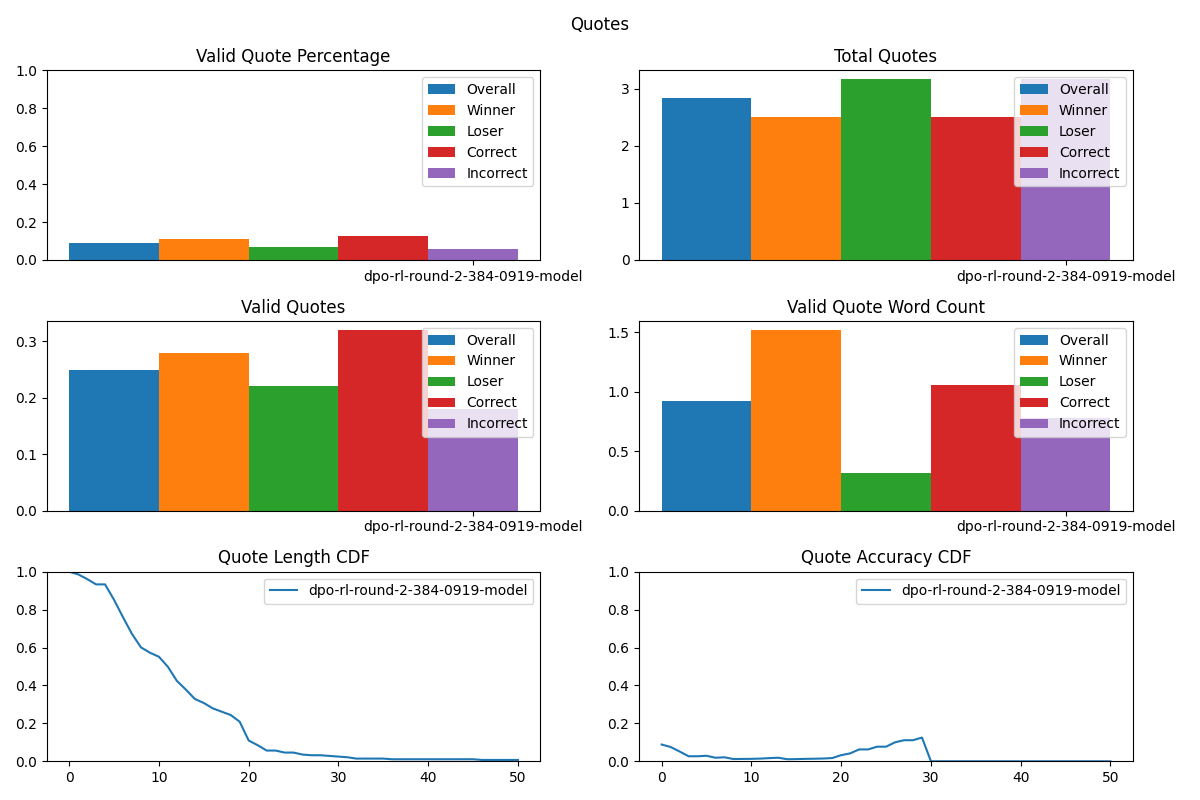 Quotes
Valid Quote Percentage
1.0
0.8
0.6
0.4
0.2
0.0
Overall
Winner
Loser
Correct
Incorrect
dpo-rl-round-2-384-0919-model
Total Quotes
3
2
1
0
Overall
Winner
Loser
Correct
Incorrect
dpo-rl-round-2-384-0919-model
Valid Quotes
0.3
0.2
0.1
0.0
Overall
Winner
Loser
Correct
Incorrect
dpo-rl-round-2-384-0919-model
Valid Quote Word Count
1.5
1.0
0.5
0.0
Overall
Winner
Loser
Correct
Incorrect
dpo-rl-round-2-384-0919-model
Quote Length CDF
1.0
0.8
0.6
0.4
0.2
0.0
dpo-rl-round-2-384-0919-model
0 10 20 30 40 50
Quote Accuracy CDF
1.0
0.8
0.6
0.4
0.2
0.0
dpo-rl-round-2-384-0919-model
0 10 20 30 40 50